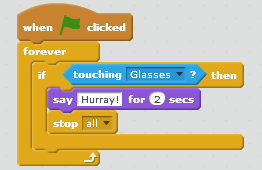 when clicked
forever
if touching Glasses ? then
say Hurray! for 2 secs
stop all